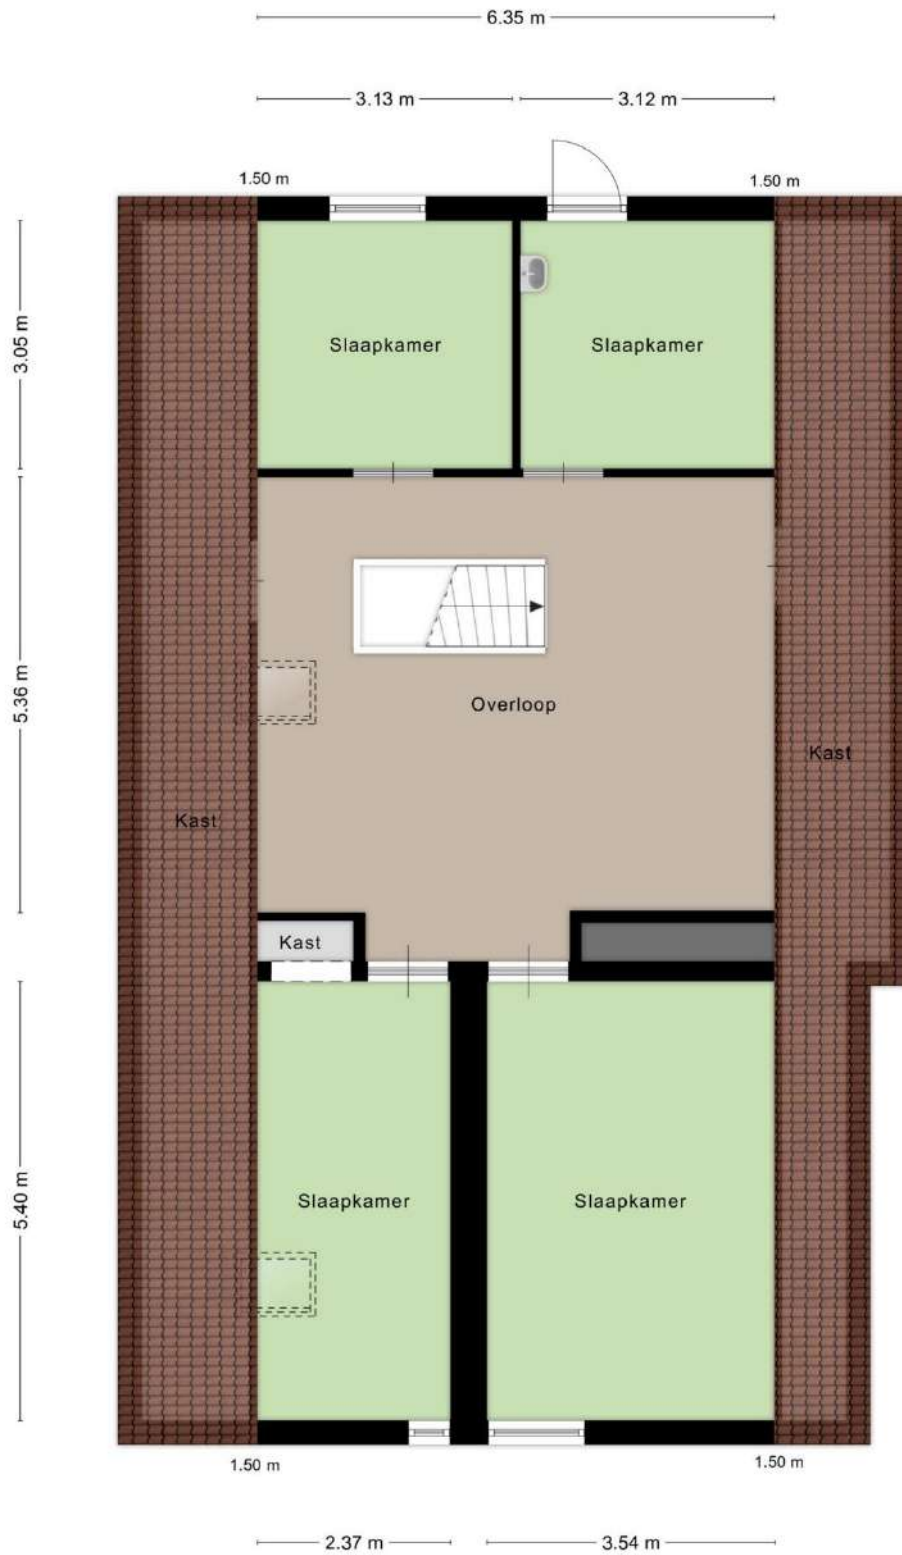 6.35 m
3.13 m
3.12 m
1.50 m
1.50 m
3.05 m
Slaapkamer
Slaapkamer
5.36 m
Overloop
Kast
Kast
Kast
5.40 m
Slaapkamer
Slaapkamer
1.50 m
1.50 m
2.37 m
3.54 m